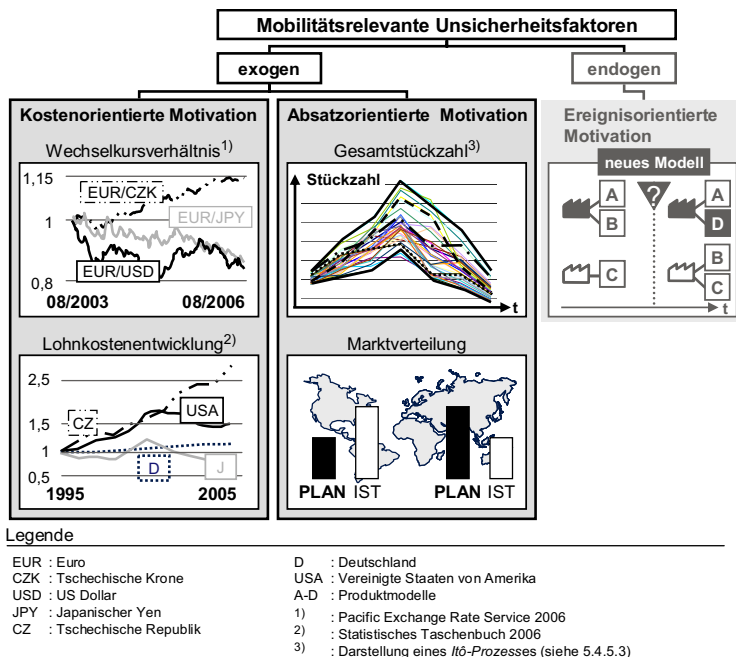 Mobilitätsrelevante Unsicherheitsfaktoren
exogen
endogen
Kostenorientierte Motivation
Wechselkursverhältnis1)
1,15
1
0,8
EUR/CZK
EUR/JPY
EUR/USD
08/2003 08/2006
Lohnkostenentwicklung2)
2,5
1,5
1
0,5
CZ
USA
D
J
1995 2005
Absatzorientierte Motivation
Gesamtstückzahl3)
Stückzahl
t
Marktverteilung
PLAN IST
PLAN IST
Ereignisorientierte
Motivation
neues Modell
?
A
B
C
A
D
B
C
t
Legende
EUR : Euro
CZK : Tschechische Krone
USD : US Dollar
JPY : Japanischer Yen
CZ : Tschechische Republik
D : Deutschland
USA : Vereinigte Staaten von Amerika
A-D : Produktmodelle
1) : Pacific Exchange Rate Service 2006
2) : Statistisches Taschenbuch 2006
3) : Darstellung eines Itô-Prozesses (siehe 5.4.5.3)